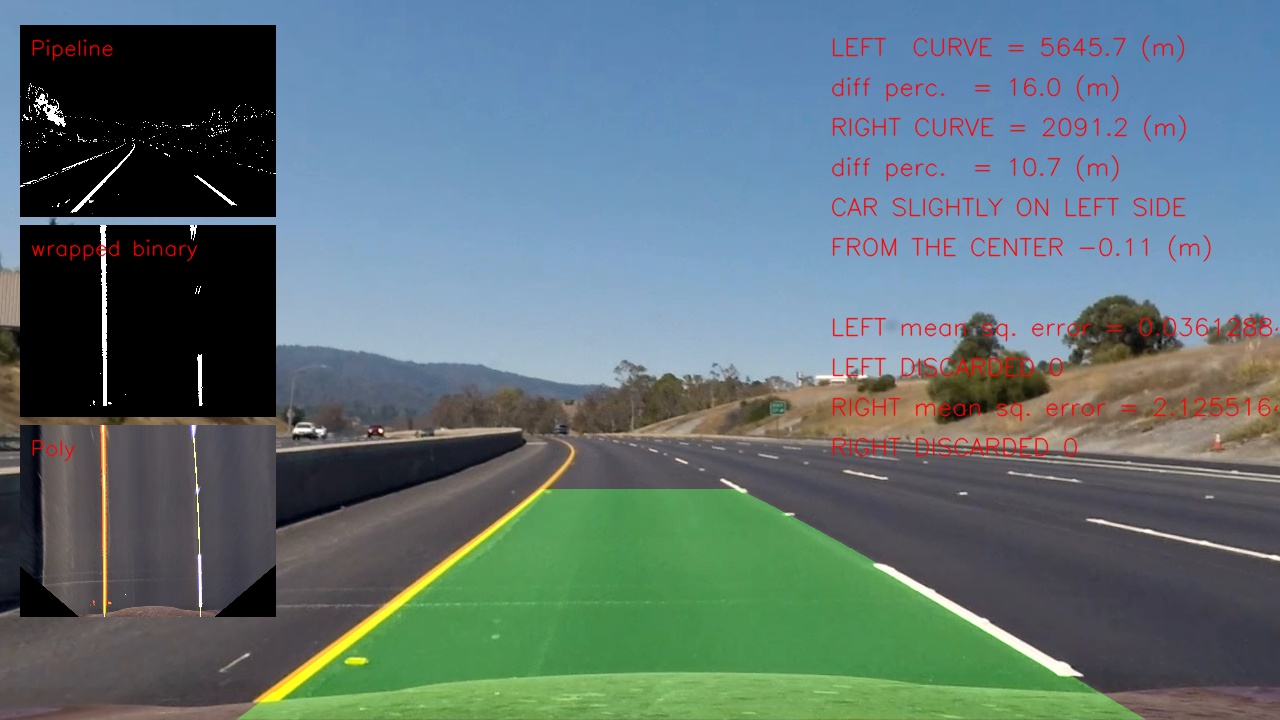 Pipeline
wrapped binary
Poly
LEFT  CURVE = 5645.7 (m)
diff perc.  = 16.0 (m)
RIGHT CURVE = 2091.2 (m)
diff perc.  = 10.7 (m)
CAR SLIGHTLY ON LEFT SIDE
FROM THE CENTER -0.11 (m)
LEFT mean sq. error = 0.0361288
LEFT DISCARDED 0
RIGHT mean sq. error = 2.125516
RIGHT DISCARDED 0